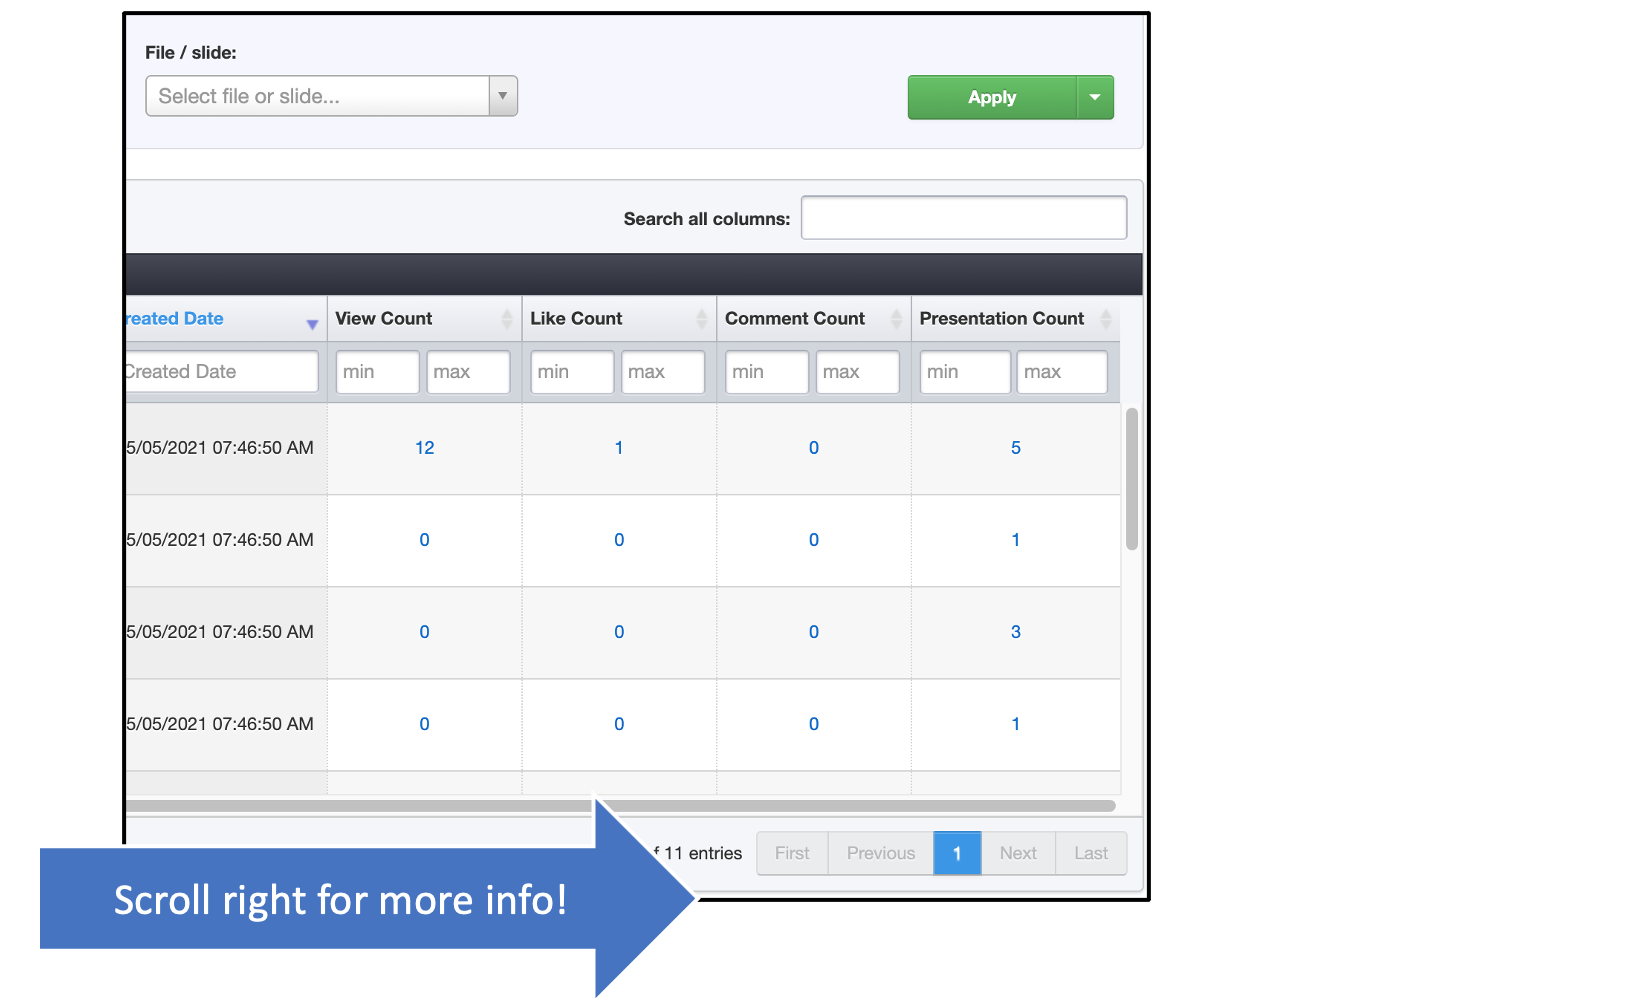 File / slide:
Select file or slide...
Apply
Search all columns:
reated Date View Count Like Count Comment Count Presentation Count
Created Date min max min max min max min max
5/05/2021 07:46:50 AM 12 1 0 5
5/05/2021 07:46:50 AM 0 0 0 1
5/05/2021 07:46:50 AM 0 0 0 3
5/05/2021 07:46:50 AM 0 0 0 1
f 11 entries First Previous 1 Next Last
Scroll right for more info!